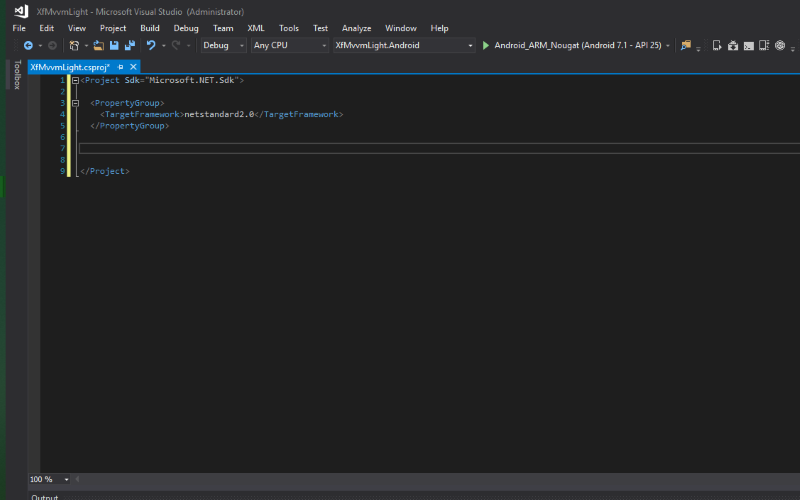 XfMvvmLight - Microsoft Visual Studio (Administrator)
File Edit View Project Build Debug Team XML Tools Test Analyze Window Help
Debug Any CPU XfMvvmLight.Android Android_ARM_Nougat (Android 7.1 - API 25)
Toolbox
XfMvvmLight.csproj*
1 <Project Sdk="Microsoft.NET.Sdk">
2
3 <PropertyGroup>
4 <TargetFramework>netstandard2.0</TargetFramework>
5 </PropertyGroup>
6
7
8
9 </Project>
100 %
Output